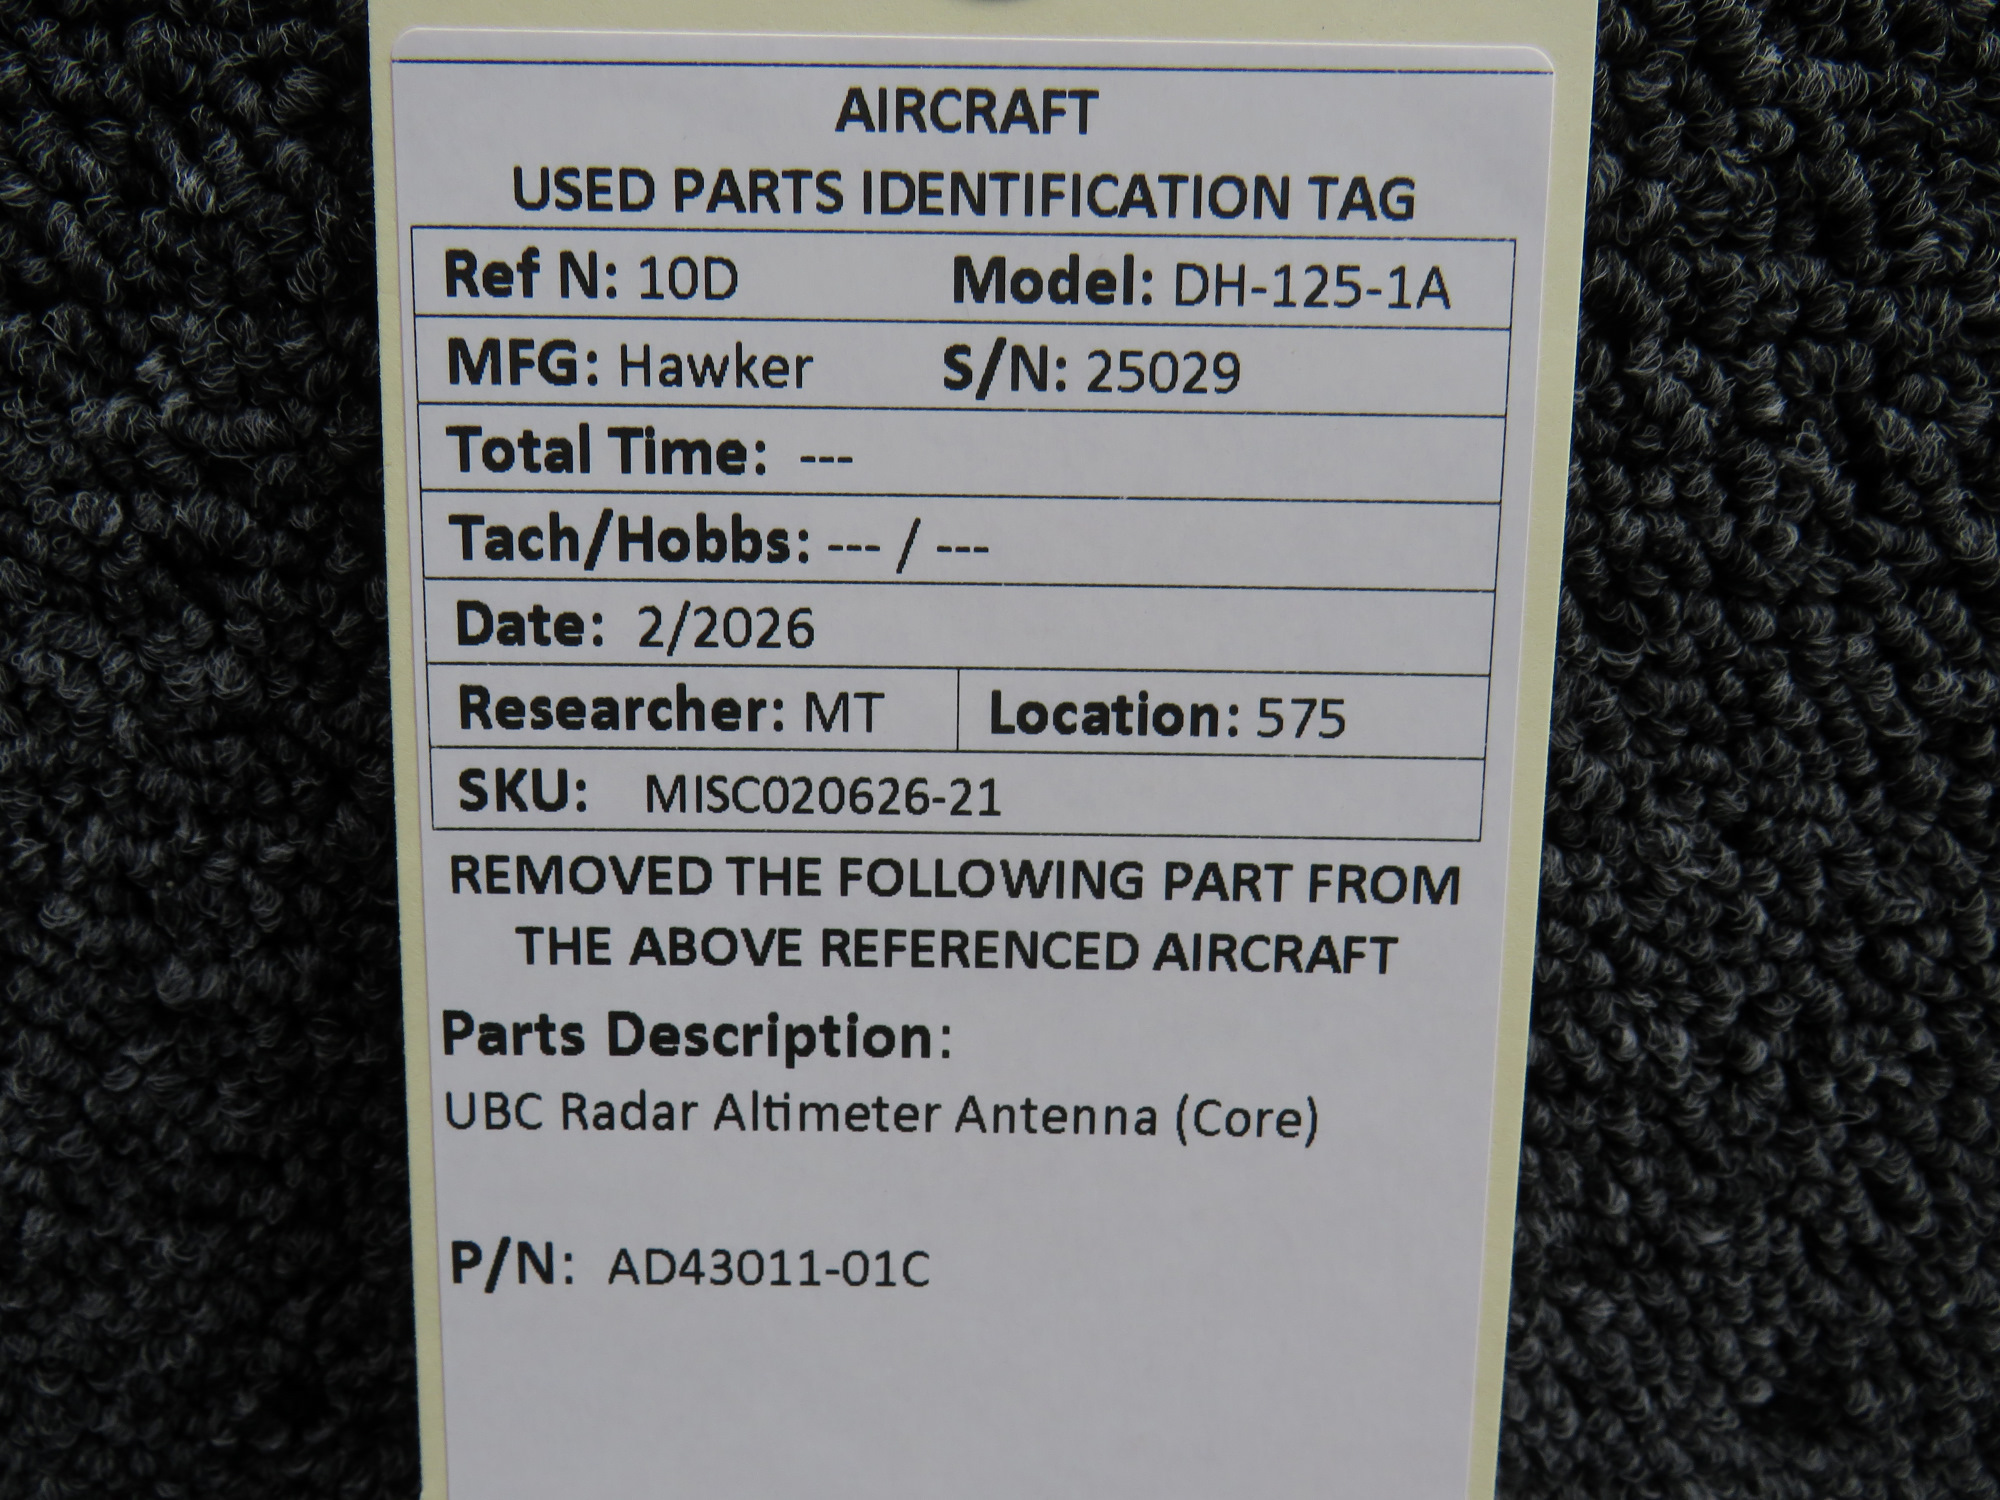 AIRCRAFT
USED PARTS IDENTIFICATION TAG
Ref N: 10D Model: DH-125-1A
MFG: Hawker S/N: 25029
Total Time: ---
Tach/Hobbs: --- / ---
Date: 2/2026
Researcher: MT Location: 575
SKU: MISC020626-21
REMOVED THE FOLLOWING PART FROM
THE ABOVE REFERENCED AIRCRAFT
Parts Description:
UBC Radar Altimeter Antenna (Core)
P/N: AD43011-01C